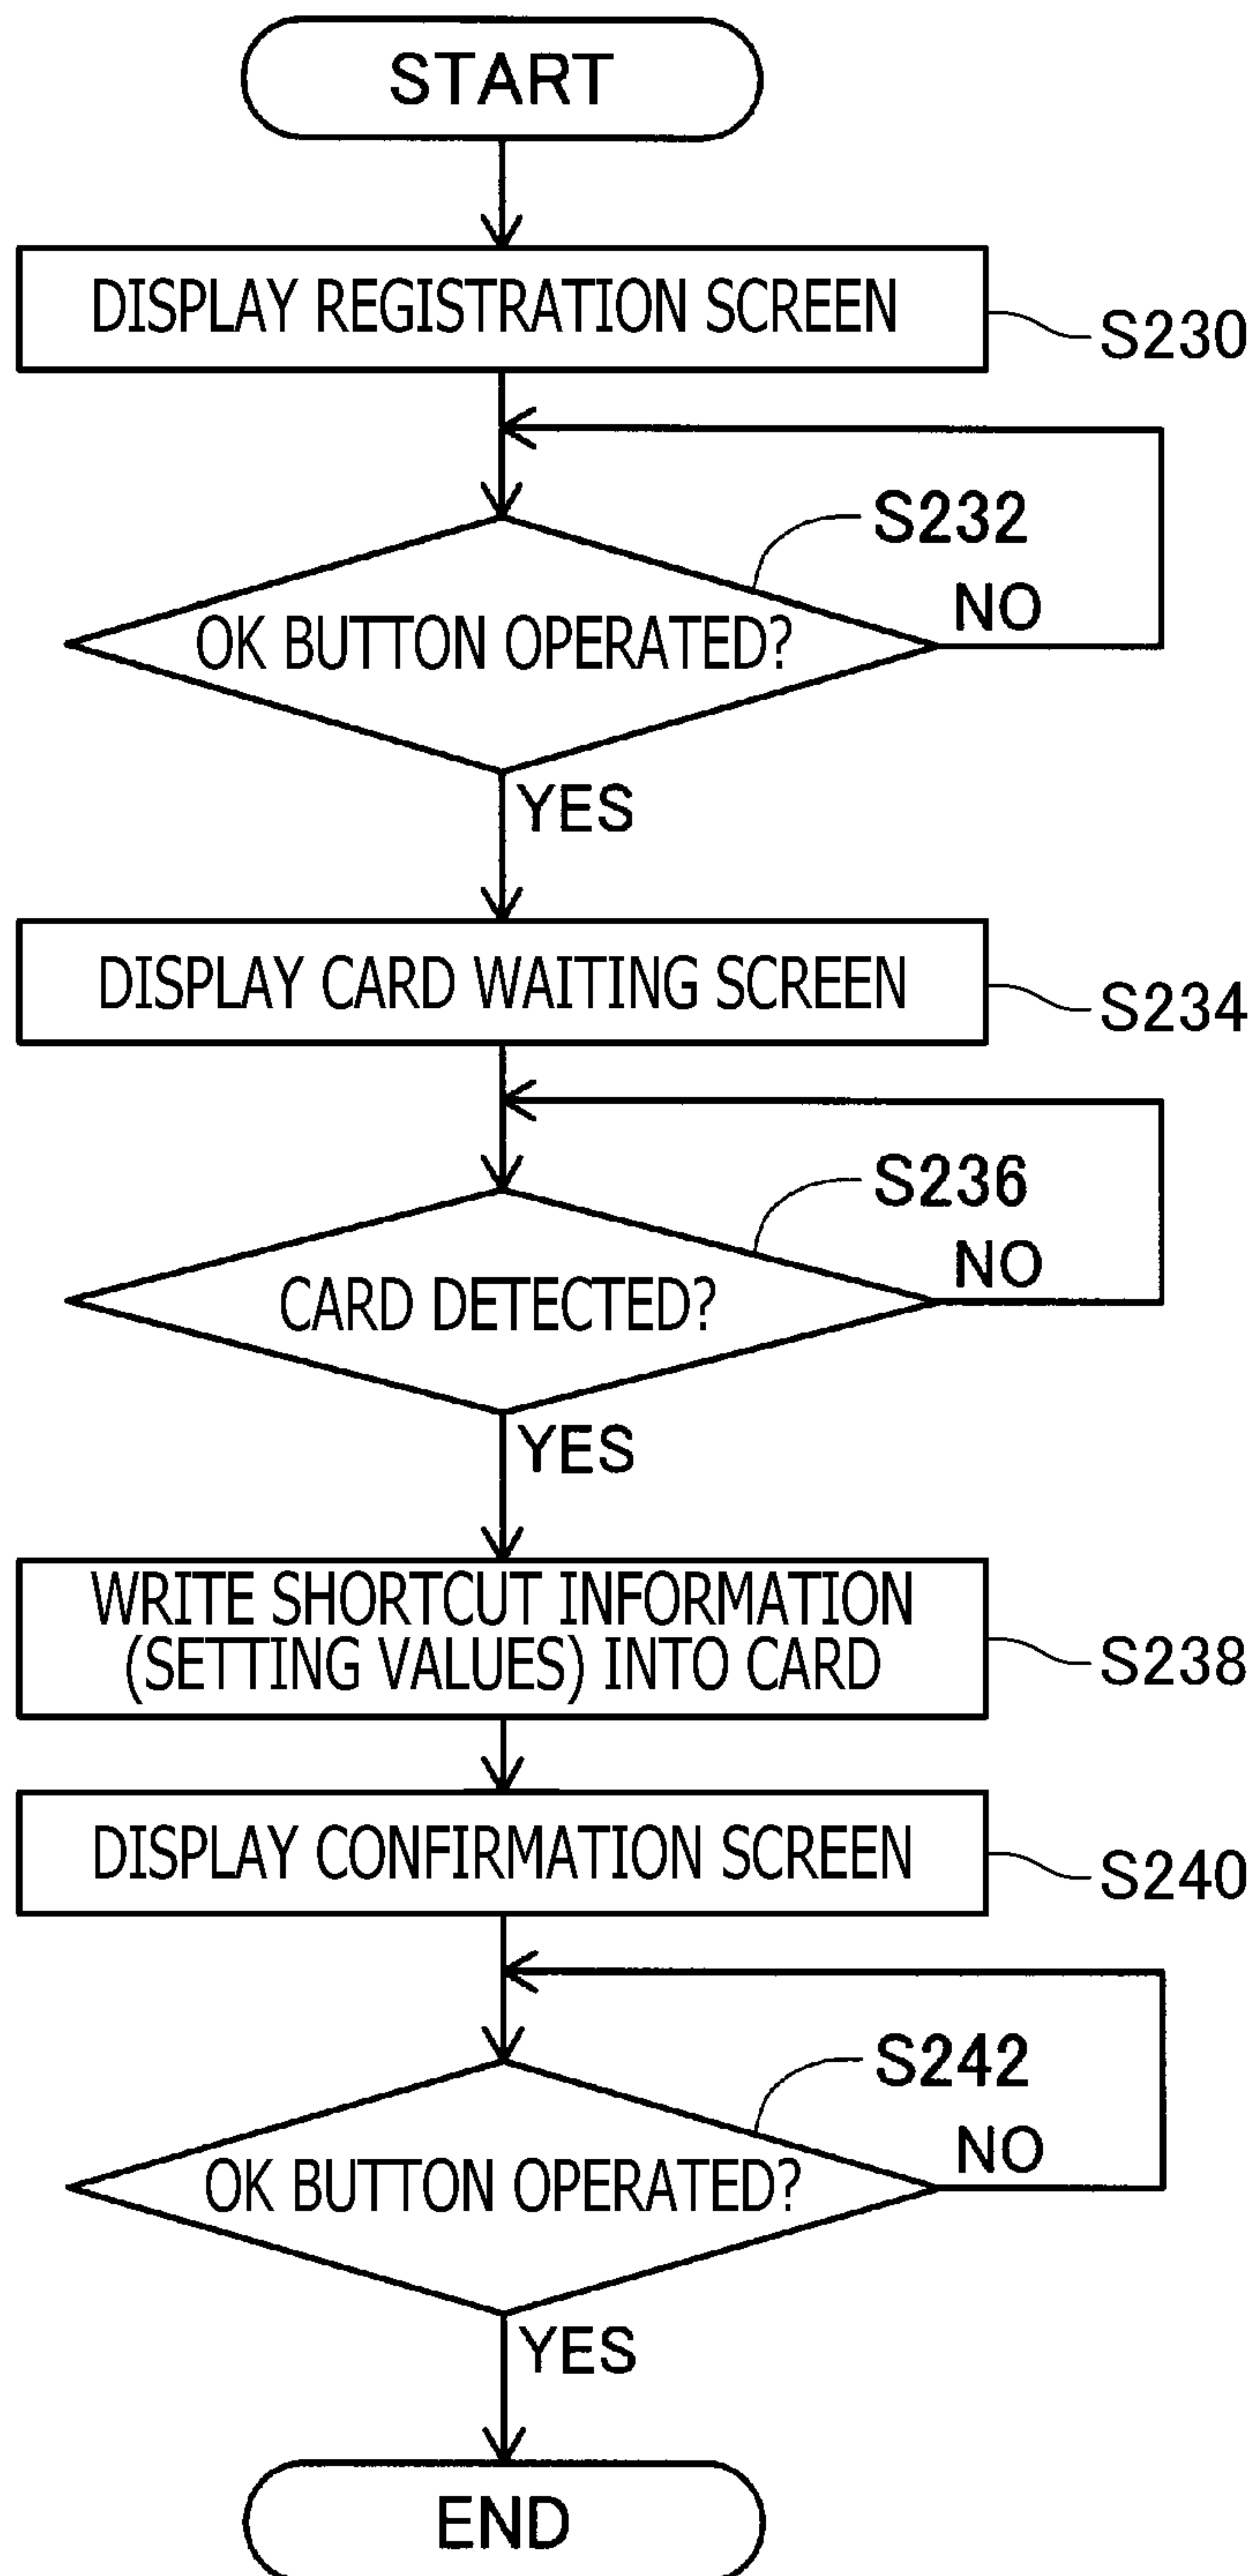 START
DISPLAY REGISTRATION SCREEN
S230
S232
OK BUTTON OPERATED?
NO
YES
DISPLAY CARD WAITING SCREEN
S234
S236
CARD DETECTED?
NO
YES
WRITE SHORTCUT INFORMATION
(SETTING VALUES) INTO CARD
S238
DISPLAY CONFIRMATION SCREEN
S240
S242
OK BUTTON OPERATED?
NO
YES
END